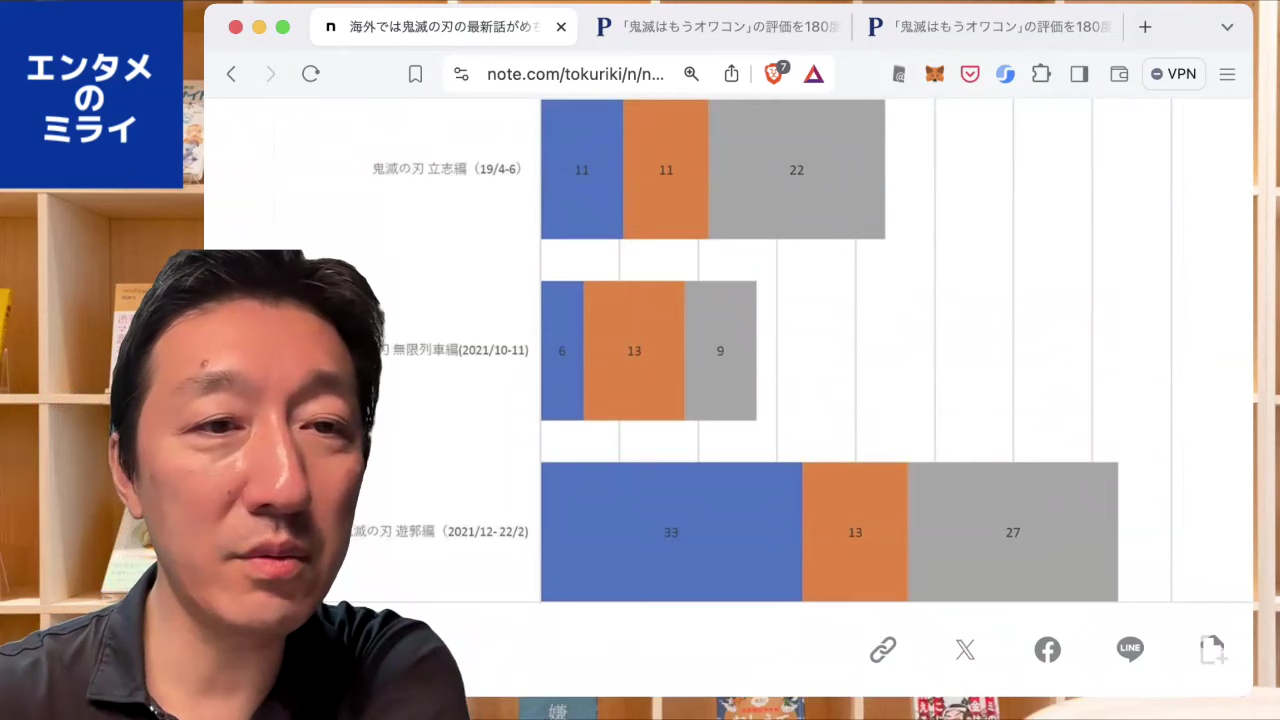 エンタメ
の
ミライ
n 海外では鬼滅の刃の最新話がめ
P 「鬼滅はもうオワコン」の評価を180度
P 「鬼滅はもうオワコン」の評価を180度
note.com/tokuriki/n/n...
7
VPN
鬼滅の刃 立志編（19/4-6）
11 11 22
刃 無限列車編(2021/10-11)
6 13 9
滅の刃 遊郭編（2021/12- 22/2)
33 13 27
LINE
嫌